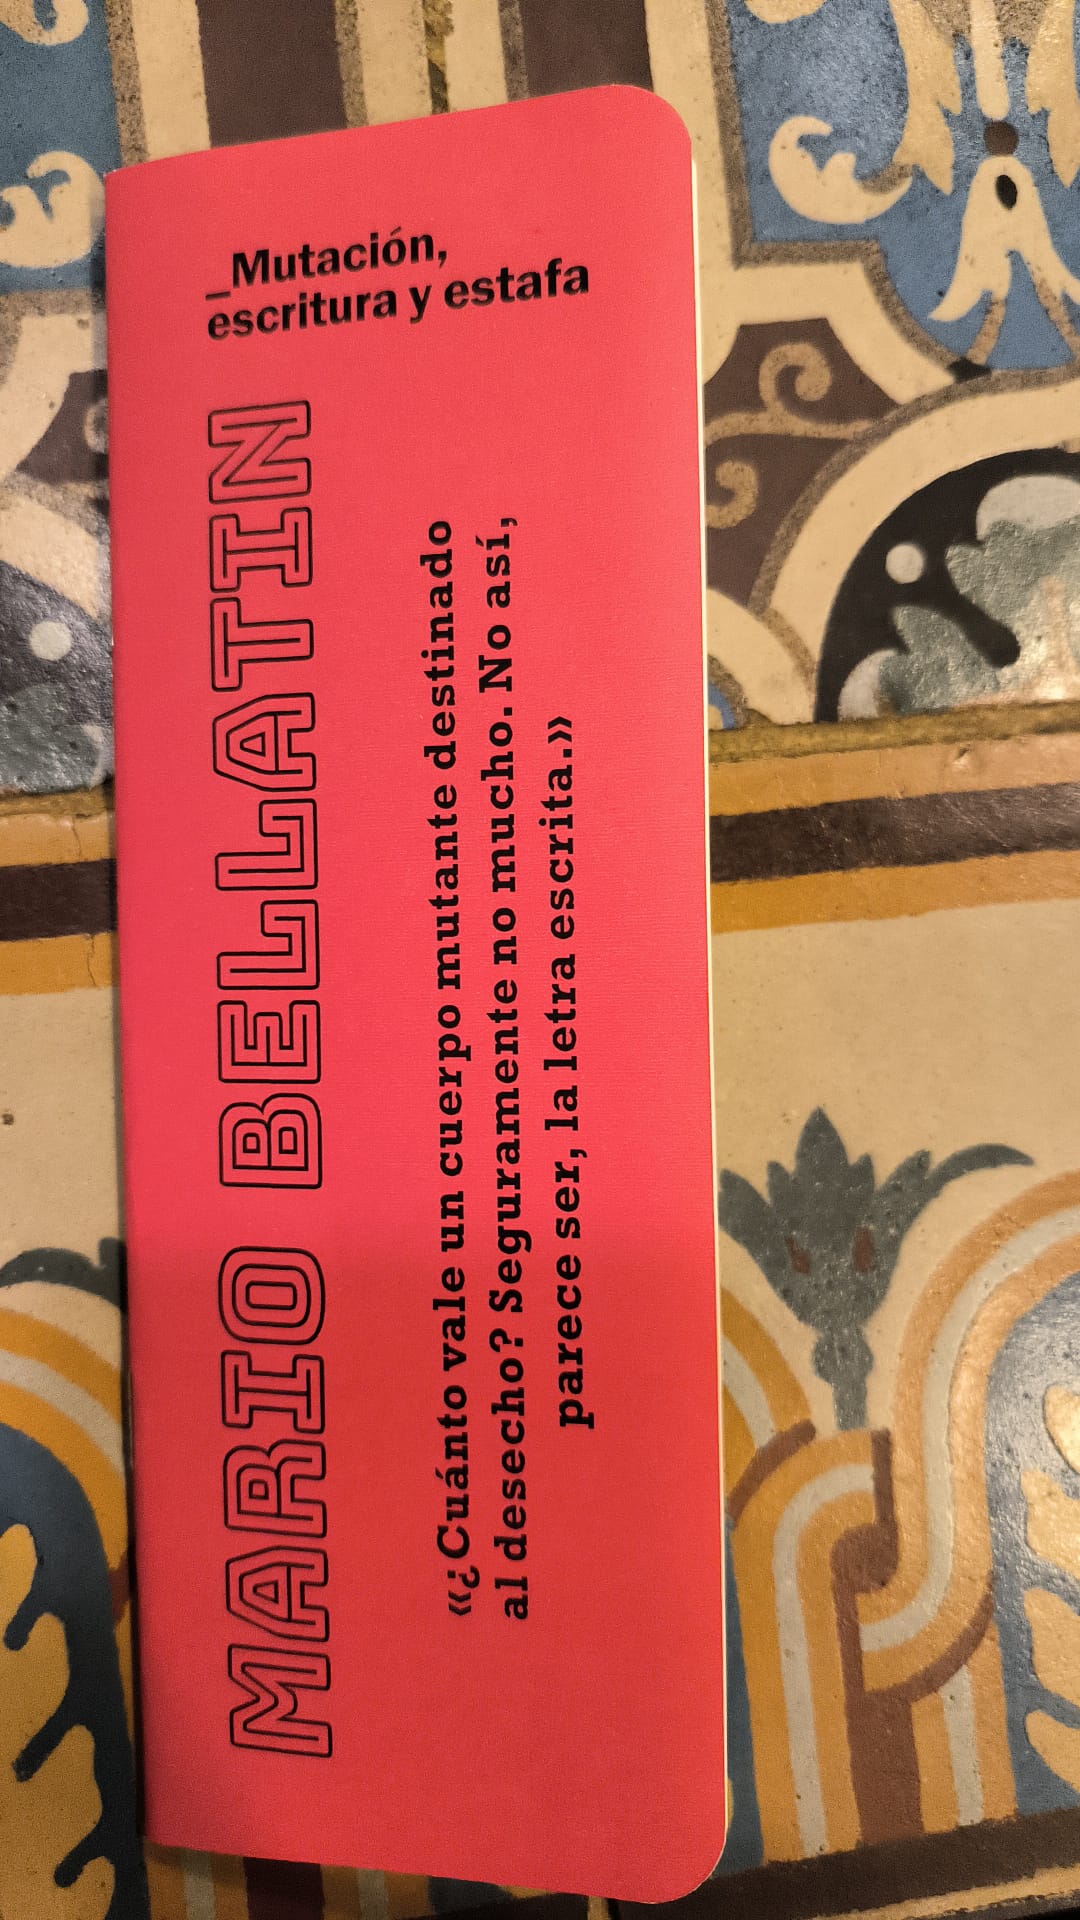 _Mutación,
escritura y estafa
MARIO BELLATIN
«¿Cuánto vale un cuerpo mutante destinado
al desecho? Seguramente no mucho. No así,
parece ser, la letra escrita.»